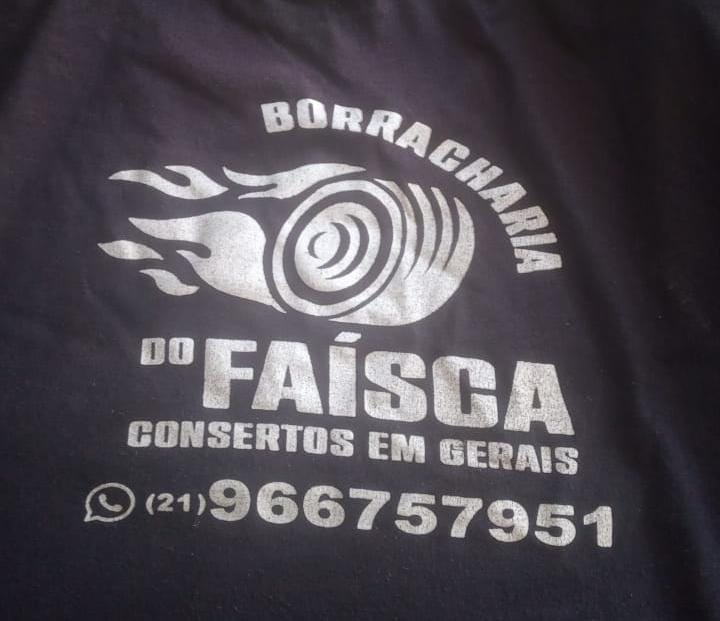 BORRACHARIA
DO FAÍSCA
CONSERTOS EM GERAIS
(21)966757951